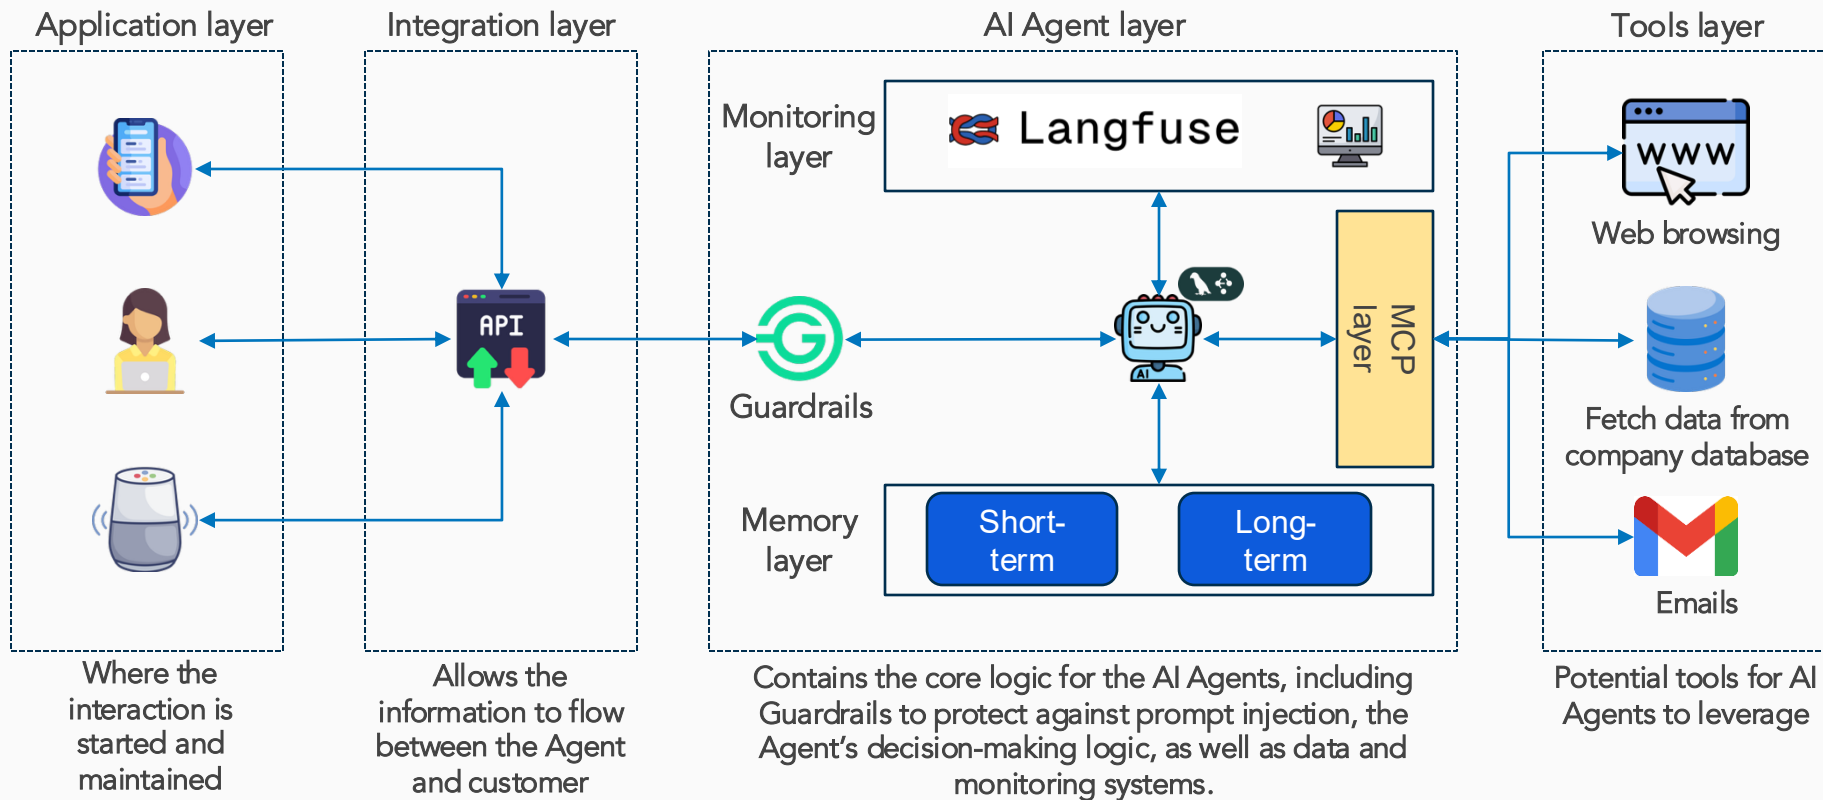 Application layer
Integration layer
AI Agent layer
Tools layer
Monitoring
layer
Langfuse
API
Guardrails
AI
MCP
layer
Memory
layer
Short-
term
Long-
term
WWW
Web browsing
Fetch data from
company database
Emails
Where the
interaction is
started and
maintained
Allows the
information to flow
between the Agent
and customer
Contains the core logic for the AI Agents, including
Guardrails to protect against prompt injection, the
Agent’s decision-making logic, as well as data and
monitoring systems.
Potential tools for AI
Agents to leverage